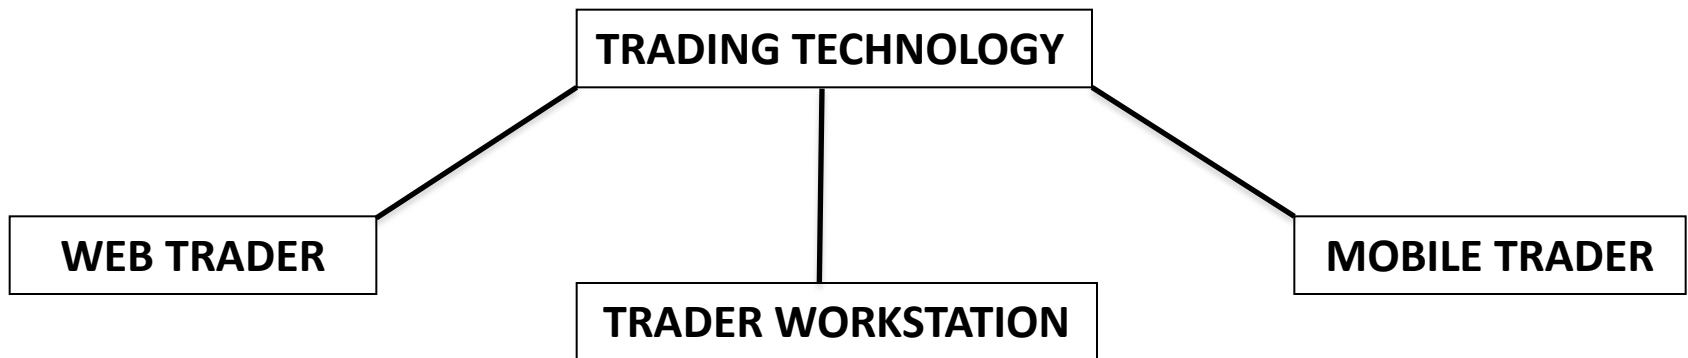 TRADING TECHNOLOGY
WEB TRADER
MOBILE TRADER
TRADER WORKSTATION